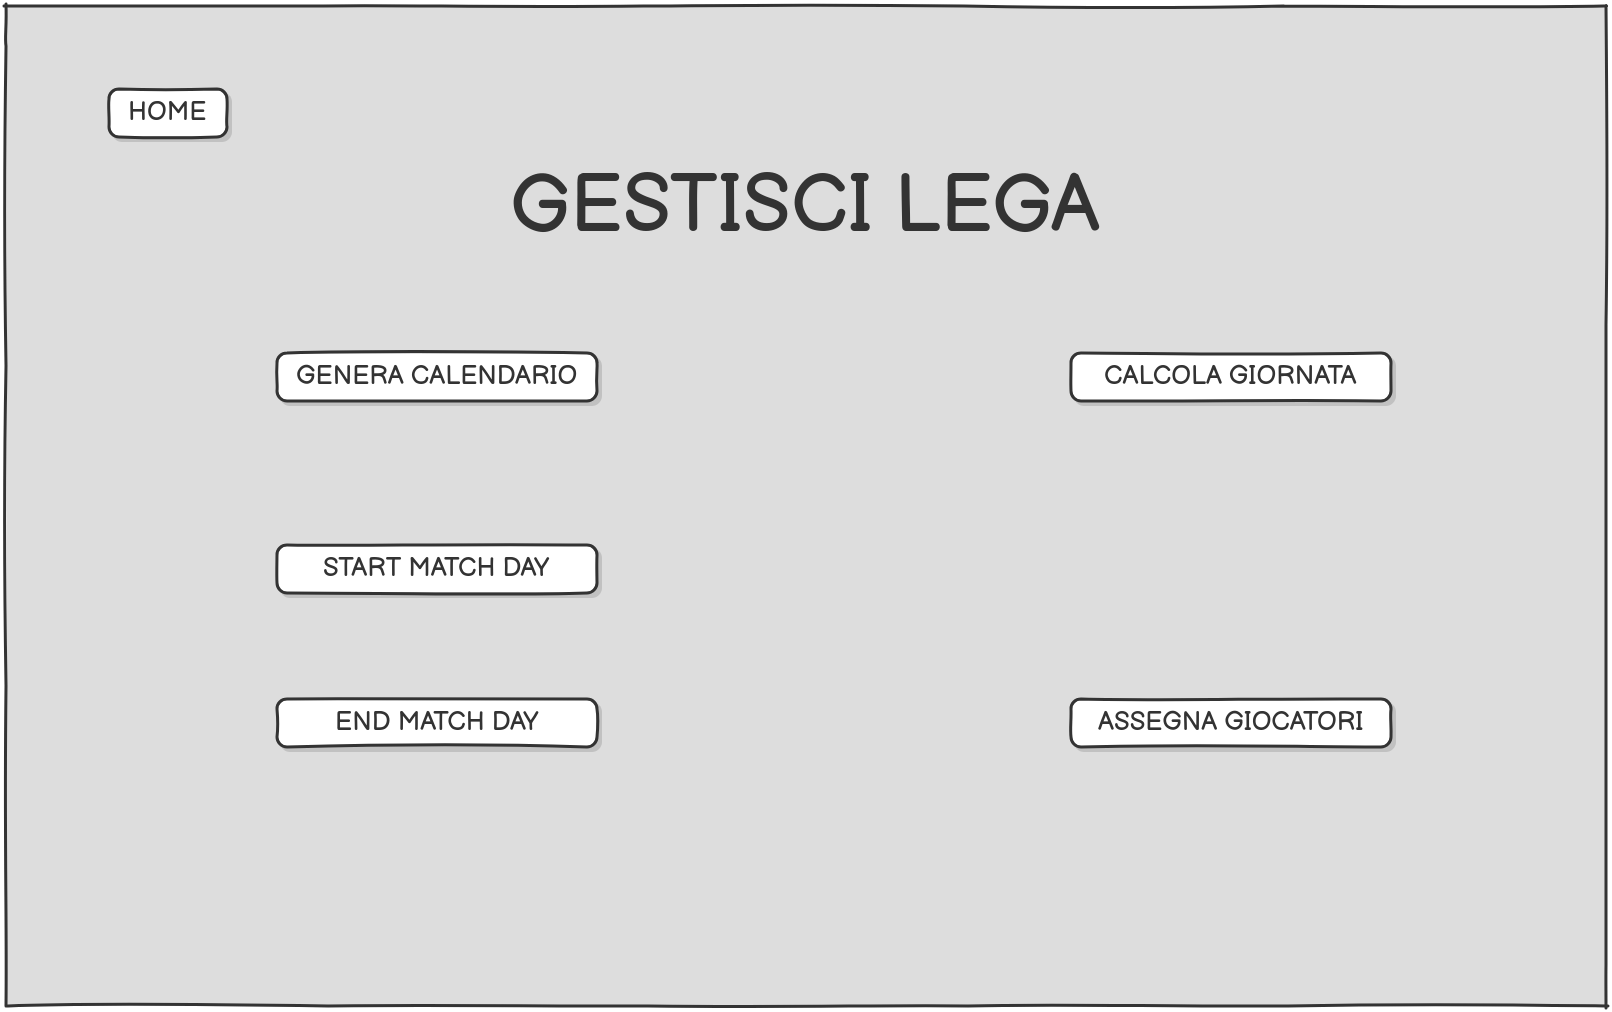 HOME
GESTISCI LEGA
GENERA CALENDARIO
CALCOLA GIORNATA
START MATCH DAY
END MATCH DAY
ASSEGNA GIOCATORI